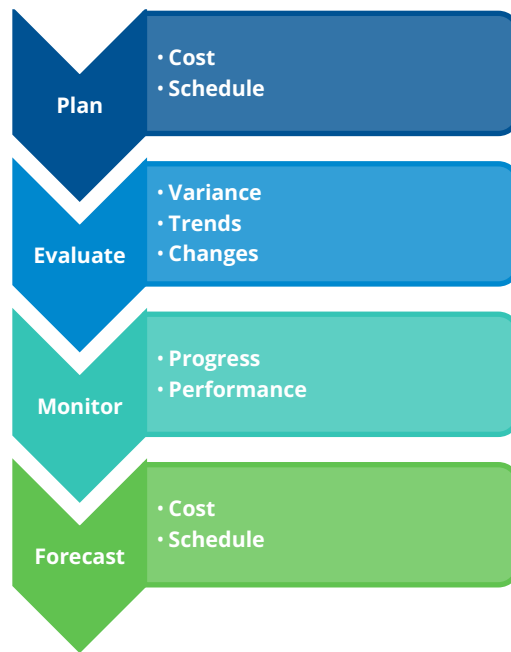 Plan
• Cost
• Schedule
Evaluate
• Variance
• Trends
• Changes
Monitor
• Progress
• Performance
Forecast
• Cost
• Schedule